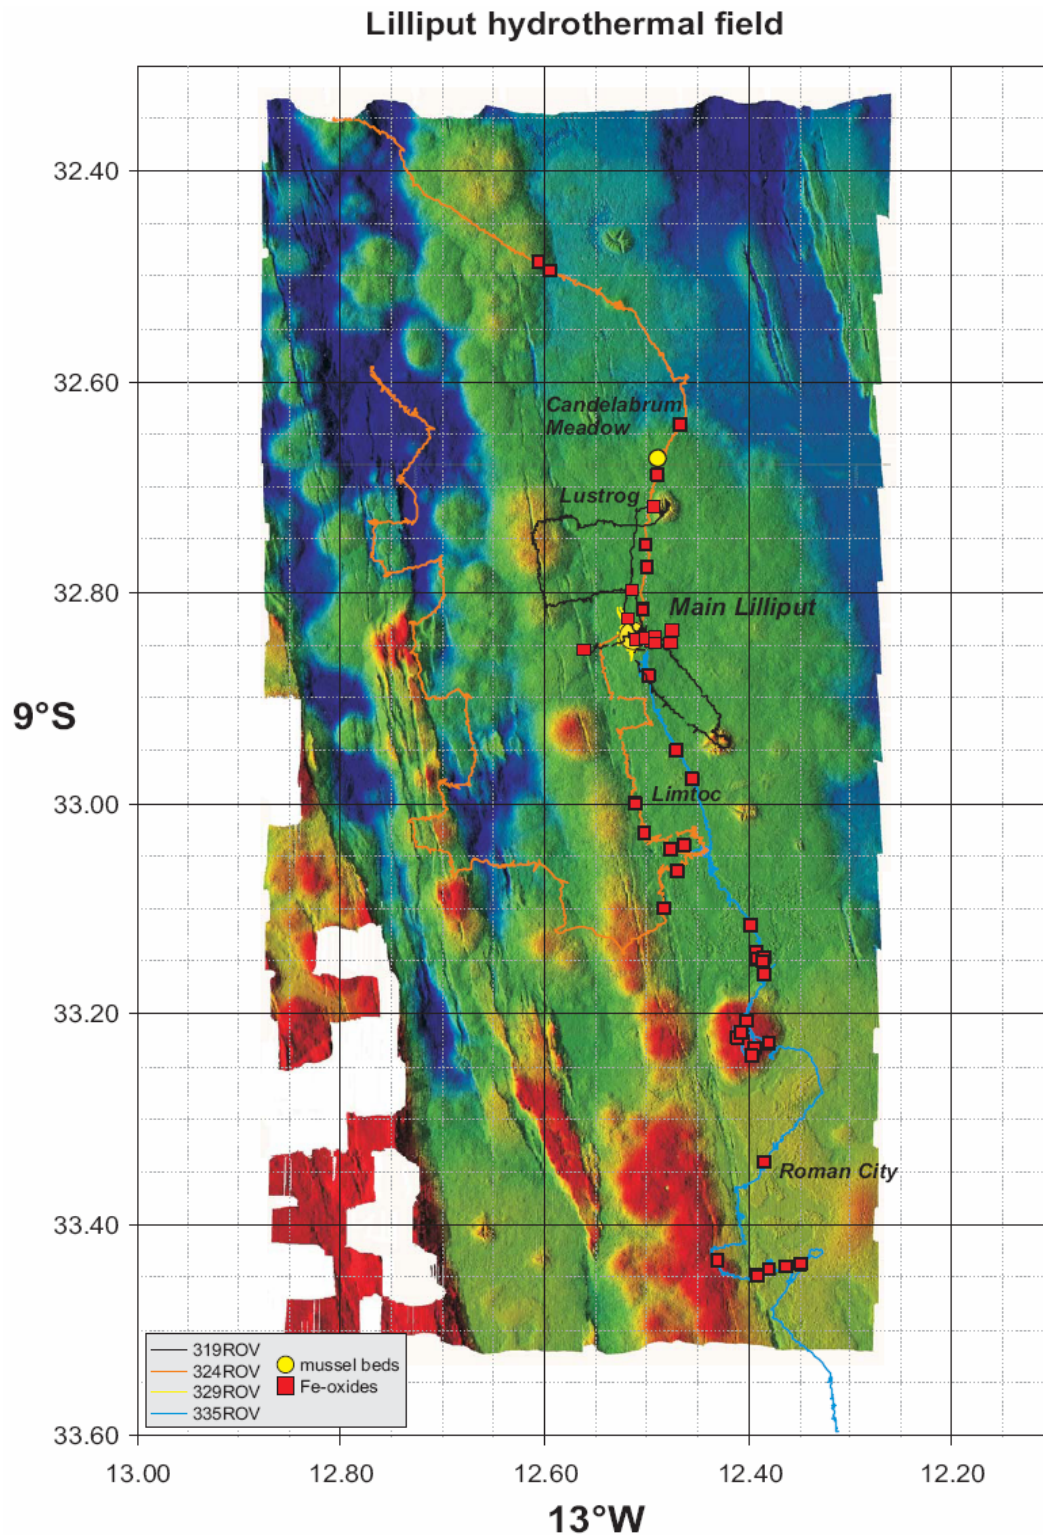 Lilliput hydrothermal field
32.40
32.60
Candelabrum
Meadow
Lustrog
32.80
Main Lilliput
9°S
33.00
Limtoc
33.20
Roman City
33.40
319ROV
324ROV
329ROV
335ROV
mussel beds
Fe-oxides
33.60
13.00 12.80 12.60 12.40 12.20
13°W